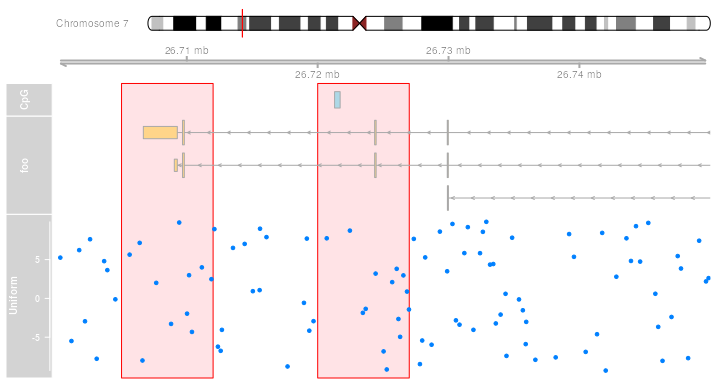 Chromosome 7
26.71 mb
26.73 mb
26.72 mb
26.74 mb
CpG
foo
Uniform
5
0
-5